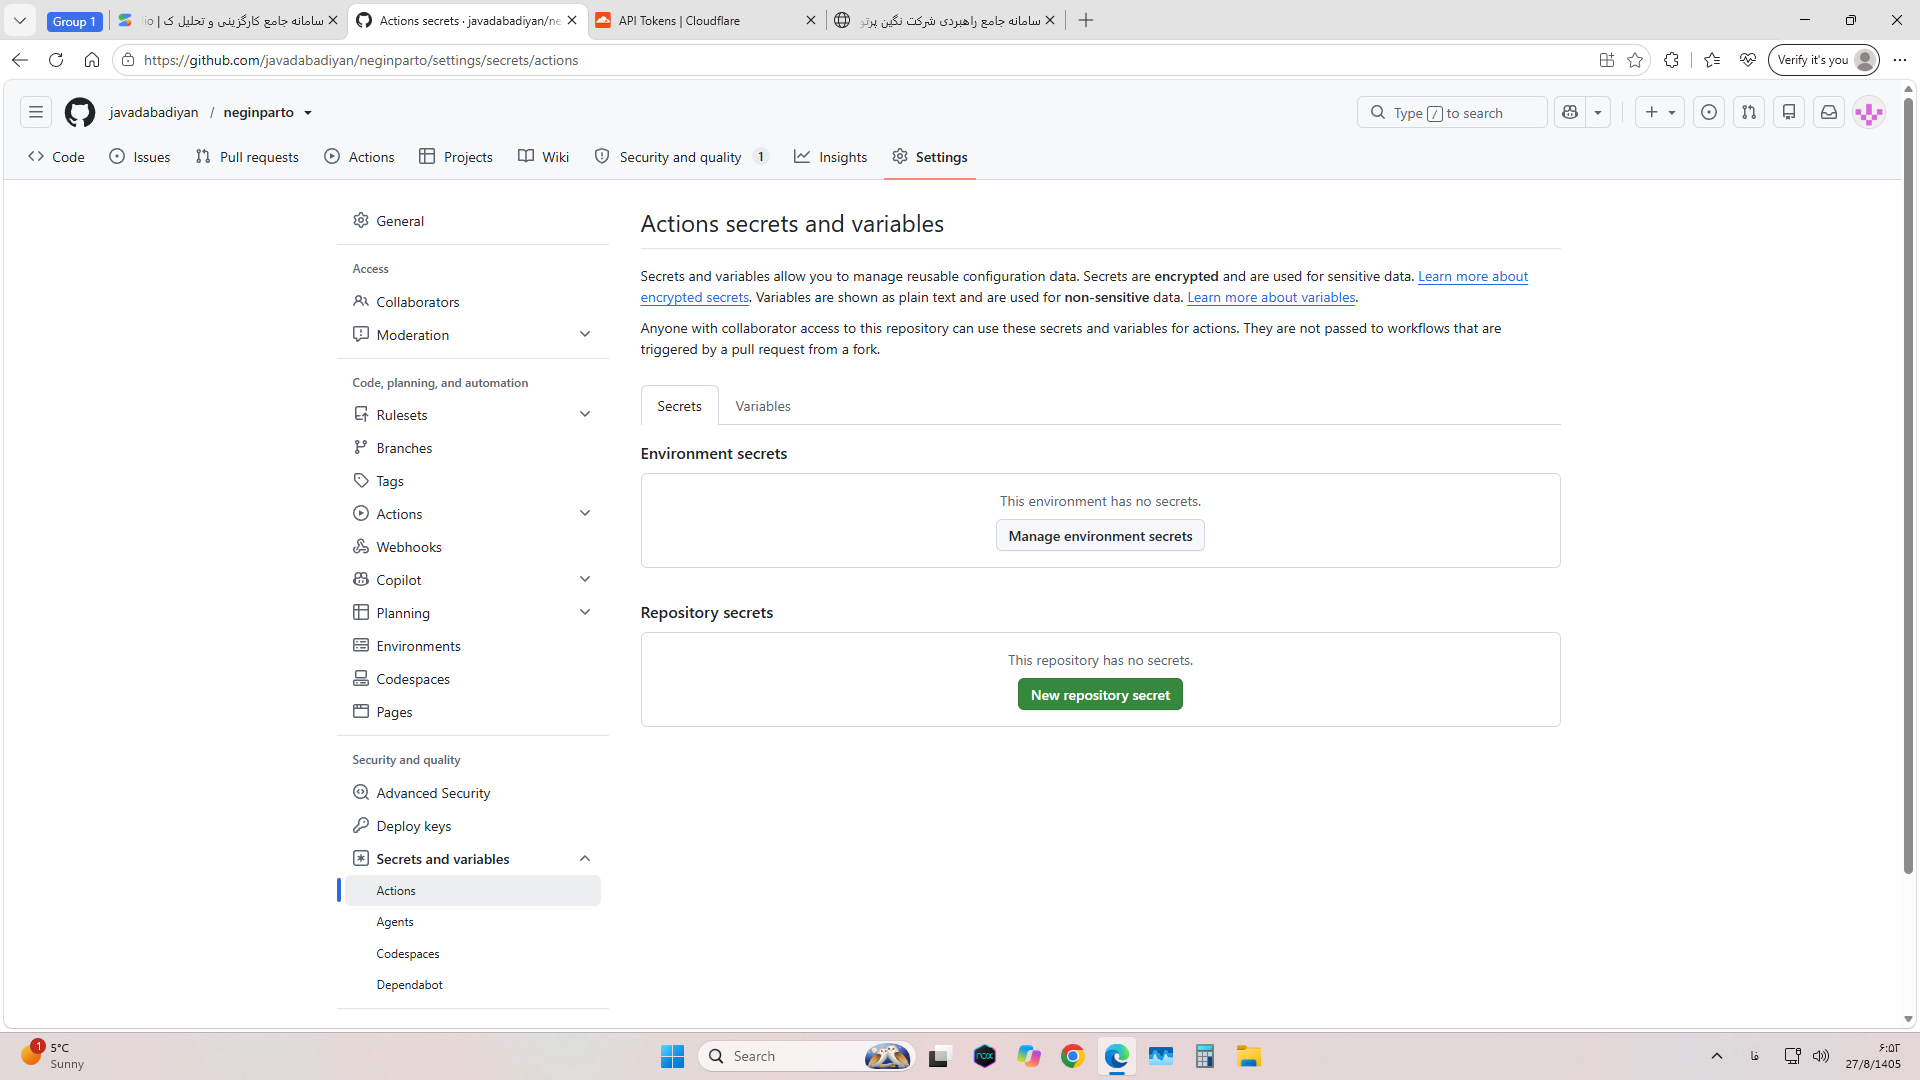 Group 1
سامانه جامع کارگزینی و تحلیل ک | lio
Actions secrets · javadabadiyan/ne
API Tokens | Cloudflare
سامانه جامع راهبردی شرکت نگین پرتو
https://github.com/javadabadiyan/neginparto/settings/secrets/actions
Verify it's you
javadabadiyan / neginparto
Type / to search
Code
Issues
Pull requests
Actions
Projects
Wiki
Security and quality 1
Insights
Settings
General
Access
Collaborators
Moderation
Code, planning, and automation
Rulesets
Branches
Tags
Actions
Webhooks
Copilot
Planning
Environments
Codespaces
Pages
Security and quality
Advanced Security
Deploy keys
Secrets and variables
Actions
Agents
Codespaces
Dependabot
Actions secrets and variables
Secrets and variables allow you to manage reusable configuration data. Secrets are encrypted and are used for sensitive data. Learn more about
encrypted secrets. Variables are shown as plain text and are used for non-sensitive data. Learn more about variables.
Anyone with collaborator access to this repository can use these secrets and variables for actions. They are not passed to workflows that are
triggered by a pull request from a fork.
Secrets
Variables
Environment secrets
This environment has no secrets.
Manage environment secrets
Repository secrets
This repository has no secrets.
New repository secret
1
5°C
Sunny
Search
nox
فا
۶:۵۲
27/8/1405